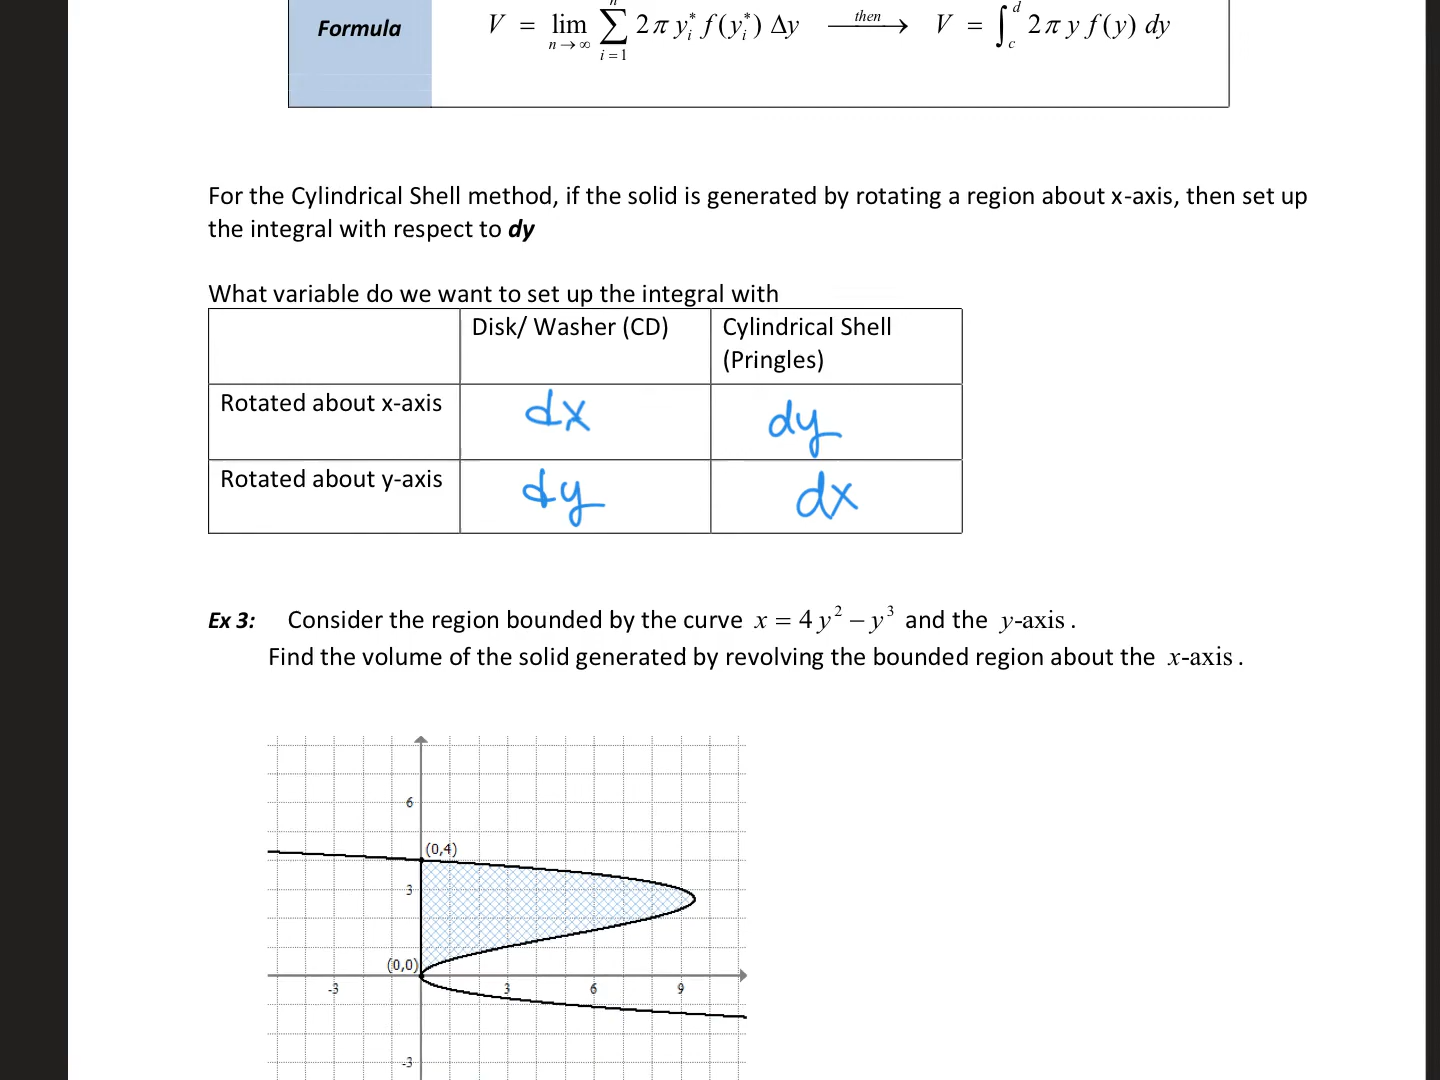 Formula V = lim n→∞ n ∑ i=1 2π y_i^* f(y_i^*) Δy then → V = ∫_c^d 2π y f(y) dy
For the Cylindrical Shell method, if the solid is generated by rotating a region about x-axis, then set up
the integral with respect to dy
What variable do we want to set up the integral with
Disk/ Washer (CD) Cylindrical Shell
(Pringles)
Rotated about x-axis dx dy
Rotated about y-axis dy dx
Ex 3: Consider the region bounded by the curve x = 4y² − y³ and the y-axis.
Find the volume of the solid generated by revolving the bounded region about the x-axis.
6
(0,4)
3
(0,0)
-3 3 6 9
-3